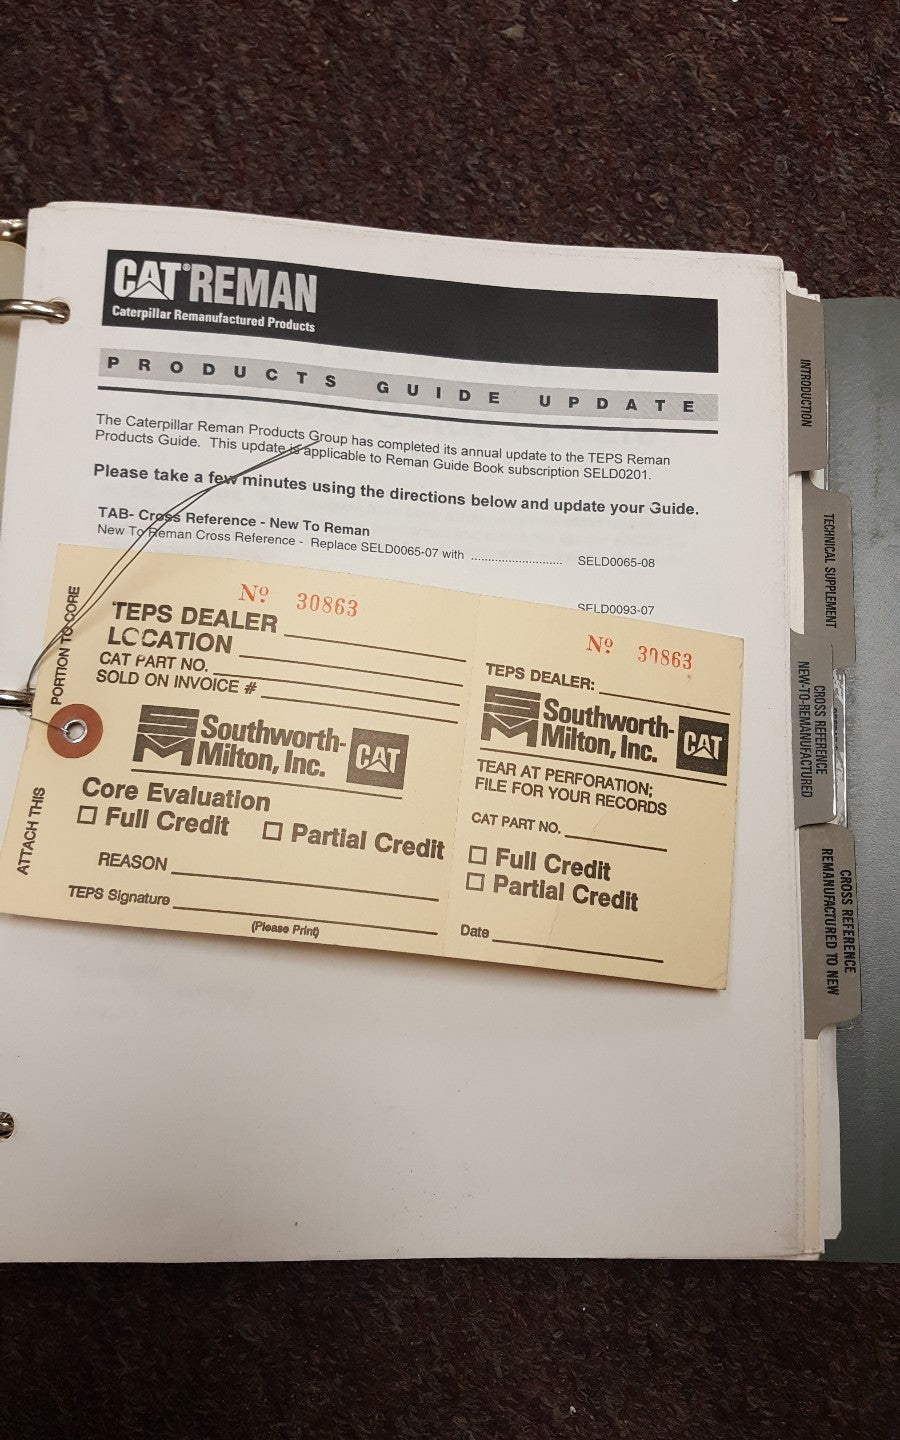 CAT® REMAN
Caterpillar Remanufactured Products
PRODUCTS GUIDE UPDATE
The Caterpillar Reman Products Group has completed its annual update to the TEPS Reman
Products Guide. This update is applicable to Reman Guide Book subscription SELD0201.
Please take a few minutes using the directions below and update your Guide.
TAB- Cross Reference - New To Reman
New To Reman Cross Reference - Replace SELD0065-07 with ............................ SELD0065-08
SELD0093-07
Nº 30863
TEPS DEALER
LOCATION
CAT PART NO.
SOLD ON INVOICE #
Southworth-
Milton, Inc.
CAT
Core Evaluation
Full Credit Partial Credit
REASON
TEPS Signature
(Please Print)
ATTACH THIS PORTION TO CORE
Nº 30863
TEPS DEALER:
Southworth-
Milton, Inc.
CAT
TEAR AT PERFORATION;
FILE FOR YOUR RECORDS
CAT PART NO.
Full Credit
Partial Credit
Date
INTRODUCTION
TECHNICAL SUPPLEMENT
CROSS REFERENCE
NEW-TO-REMANUFACTURED
CROSS REFERENCE
REMANUFACTURED TO NEW